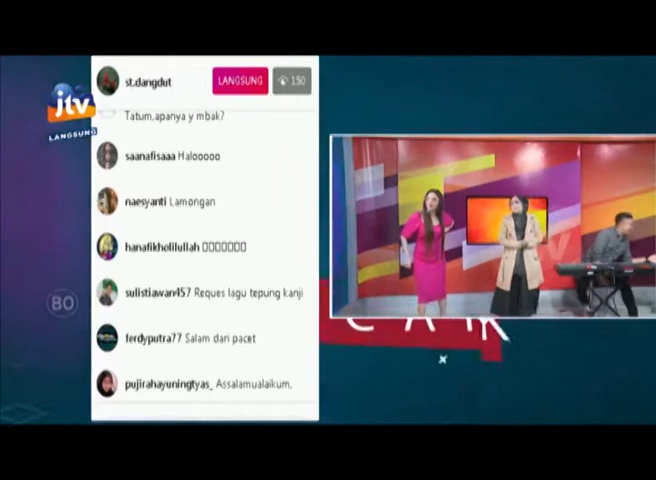 jtv
LANGSUNG
st.dangdut
LANGSUNG
150
Tatum,apanya y mbak?
saanafisaaa Halooooo
naesyanti Lamongan
hanafikholilullah
sulistiawan457 Reques lagu tepung kanji
ferdyputra77 Salam dari pacet
pujirahayuningtyas_ Assalamualaikum,
BO